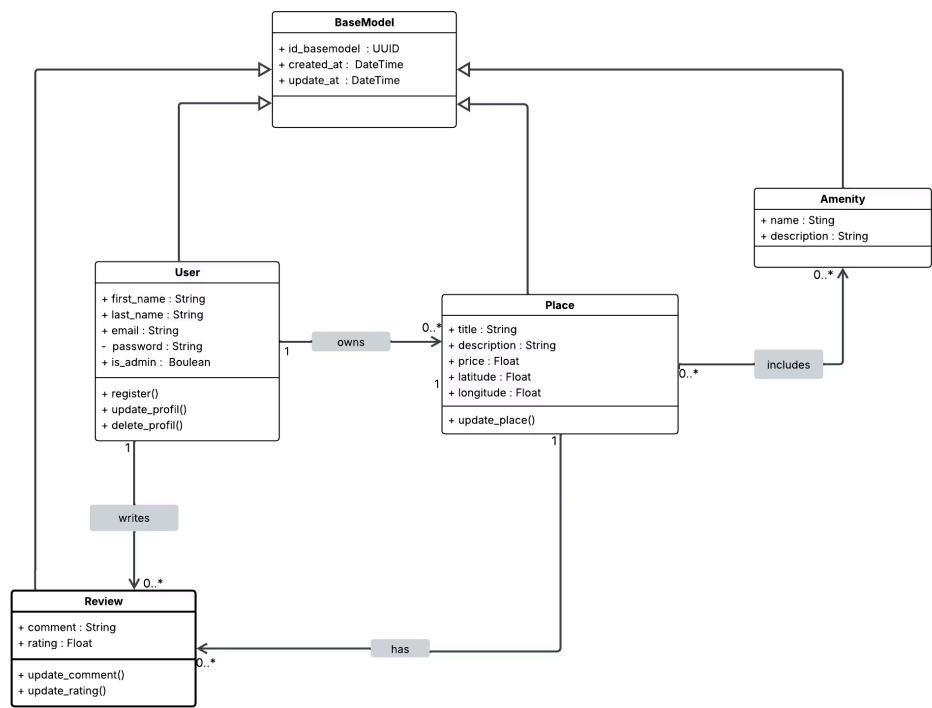 BaseModel
+ id_basemodel : UUID
+ created_at : DateTime
+ update_at : DateTime
Amenity
+ name : Sting
+ description : String
0..*
User
+ first_name : String
+ last_name : String
+ email : String
- password : String
+ is_admin : Boulean
+ register()
+ update_profil()
+ delete_profil()
1
owns
0..*
Place
+ title : String
+ description : String
+ price : Float
+ latitude : Float
+ longitude : Float
+ update_place()
1
0..*
includes
1
writes
0..*
1
Review
+ comment : String
+ rating : Float
+ update_comment()
+ update_rating()
0..*
has